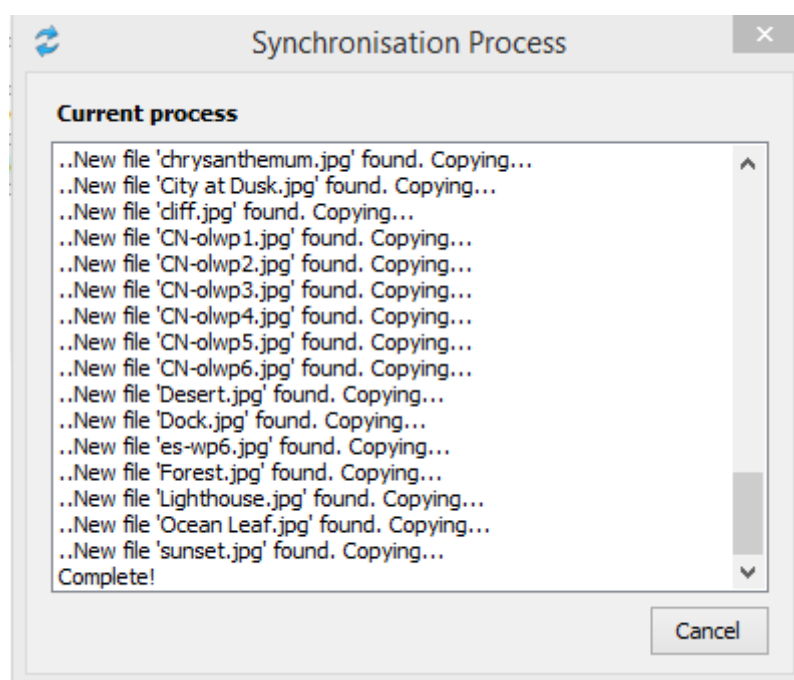 Synchronisation Process
Current process
..New file 'chrysanthemum.jpg' found. Copying...
..New file 'City at Dusk.jpg' found. Copying...
..New file 'cliff.jpg' found. Copying...
..New file 'CN-olwp1.jpg' found. Copying...
..New file 'CN-olwp2.jpg' found. Copying...
..New file 'CN-olwp3.jpg' found. Copying...
..New file 'CN-olwp4.jpg' found. Copying...
..New file 'CN-olwp5.jpg' found. Copying...
..New file 'CN-olwp6.jpg' found. Copying...
..New file 'Desert.jpg' found. Copying...
..New file 'Dock.jpg' found. Copying...
..New file 'es-wp6.jpg' found. Copying...
..New file 'Forest.jpg' found. Copying...
..New file 'Lighthouse.jpg' found. Copying...
..New file 'Ocean Leaf.jpg' found. Copying...
..New file 'sunset.jpg' found. Copying...
Complete!
Cancel